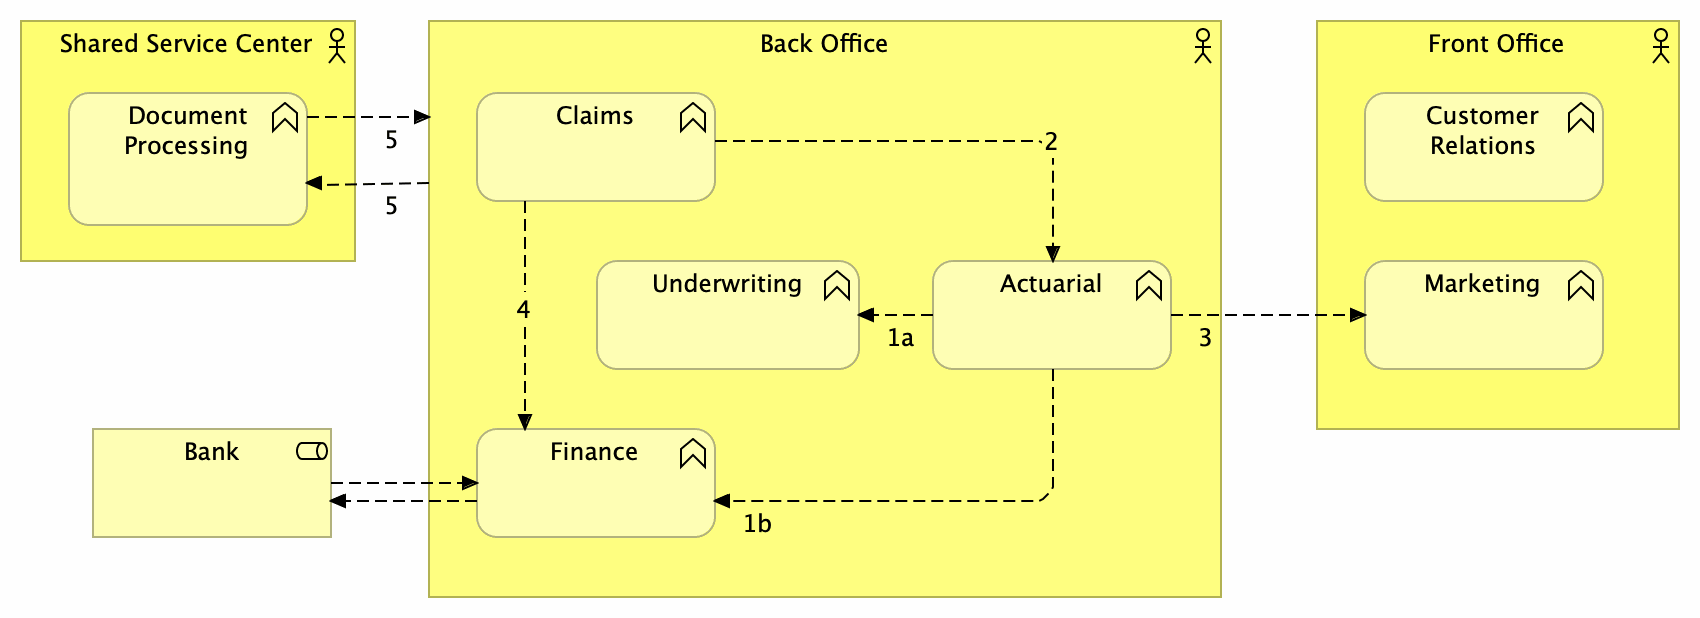 Shared Service Center
Back Office
Front Office
Document
Processing
5
5
Claims
2
Customer
Relations
4
Underwriting
1a
Actuarial
3
Marketing
Bank
Finance
1b